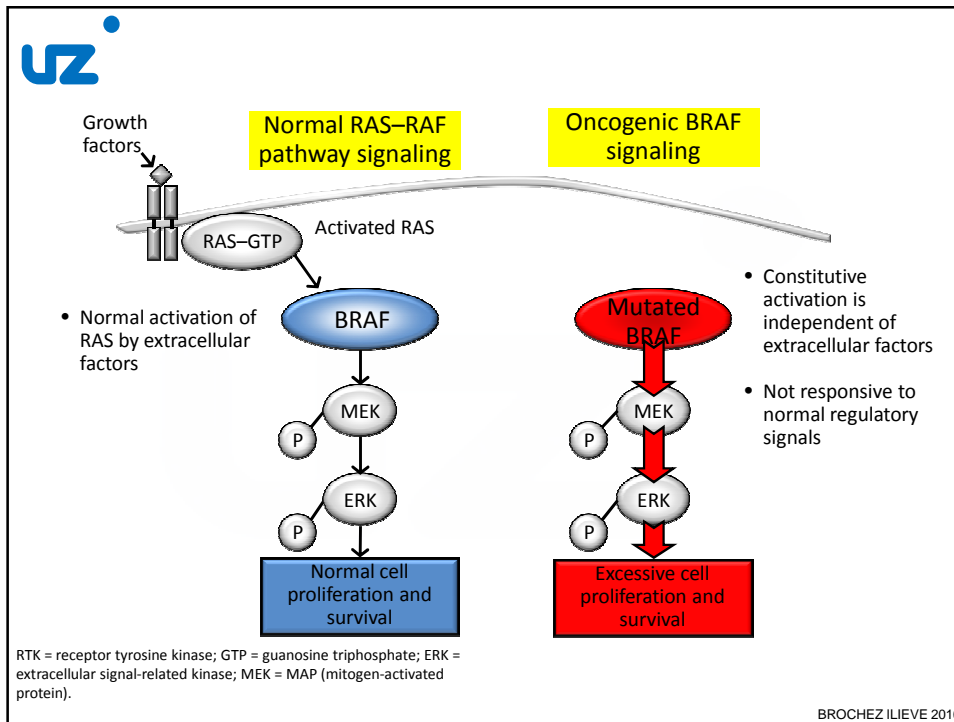 UZ
Growth
factors
Normal RAS–RAF
pathway signaling
Oncogenic BRAF
signaling
RAS–GTP
Activated RAS
• Normal activation of
RAS by extracellular
factors
BRAF
MEK
P
ERK
P
Normal cell
proliferation and
survival
Mutated
BRAF
MEK
P
ERK
P
Excessive cell
proliferation and
survival
• Constitutive
activation is
independent of
extracellular factors
• Not responsive to
normal regulatory
signals
RTK = receptor tyrosine kinase; GTP = guanosine triphosphate; ERK =
extracellular signal-related kinase; MEK = MAP (mitogen-activated
protein).
BROCHEZ ILIEVE